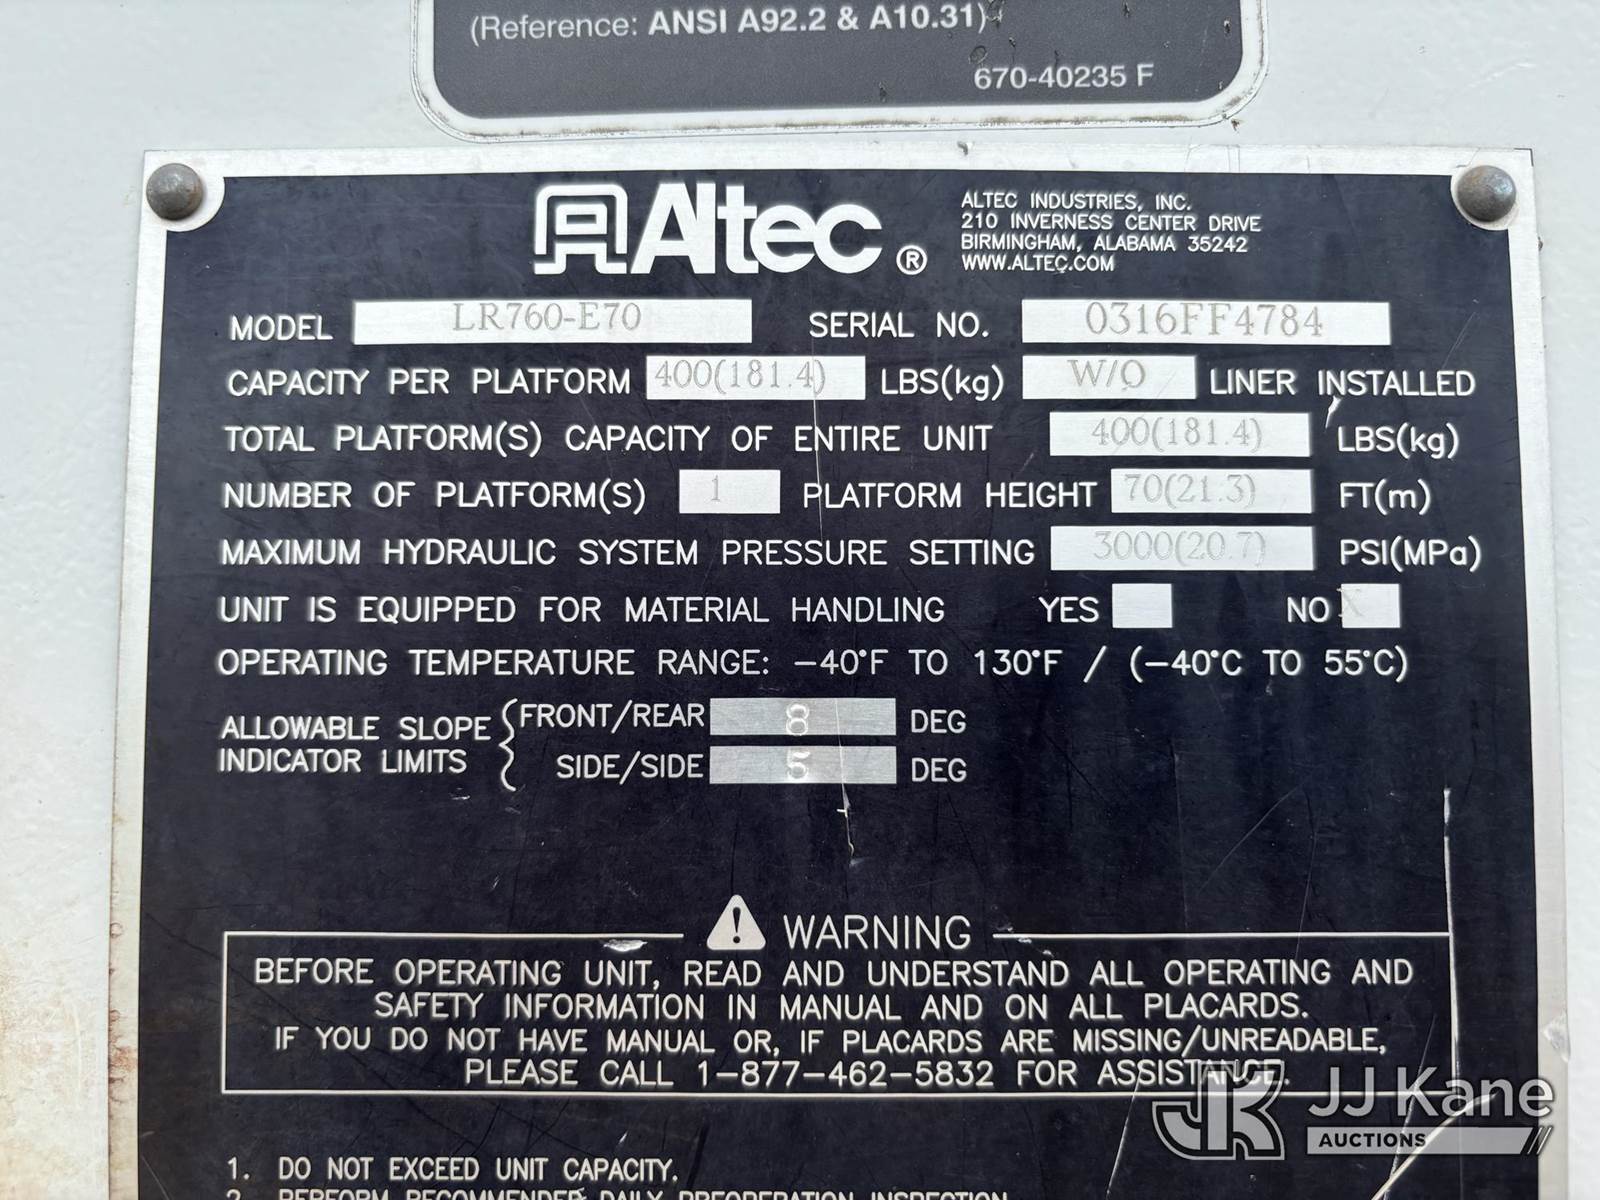 (Reference: ANSI A92.2 & A10.31)
670-40235 F
Altec®
ALTEC INDUSTRIES, INC.
210 INVERNESS CENTER DRIVE
BIRMINGHAM, ALABAMA 35242
WWW.ALTEC.COM
MODEL LR760-E70 SERIAL NO. 0316FF4784
CAPACITY PER PLATFORM 400(181.4) LBS(kg) W/O LINER INSTALLED
TOTAL PLATFORM(S) CAPACITY OF ENTIRE UNIT 400(181.4) LBS(kg)
NUMBER OF PLATFORM(S) 1 PLATFORM HEIGHT 70(21.3) FT(m)
MAXIMUM HYDRAULIC SYSTEM PRESSURE SETTING 3000(20.7) PSI(MPa)
UNIT IS EQUIPPED FOR MATERIAL HANDLING YES NO X
OPERATING TEMPERATURE RANGE: -40°F TO 130°F / (-40°C TO 55°C)
ALLOWABLE SLOPE INDICATOR LIMITS
FRONT/REAR 8 DEG
SIDE/SIDE 5 DEG
WARNING
BEFORE OPERATING UNIT, READ AND UNDERSTAND ALL OPERATING AND
SAFETY INFORMATION IN MANUAL AND ON ALL PLACARDS.
IF YOU DO NOT HAVE MANUAL OR, IF PLACARDS ARE MISSING/UNREADABLE,
PLEASE CALL 1-877-462-5832 FOR ASSISTANCE.
JK JJ Kane
AUCTIONS
1. DO NOT EXCEED UNIT CAPACITY.
2. PERFORM RECOMMENDED DAILY PREOPERATION INSPECTION